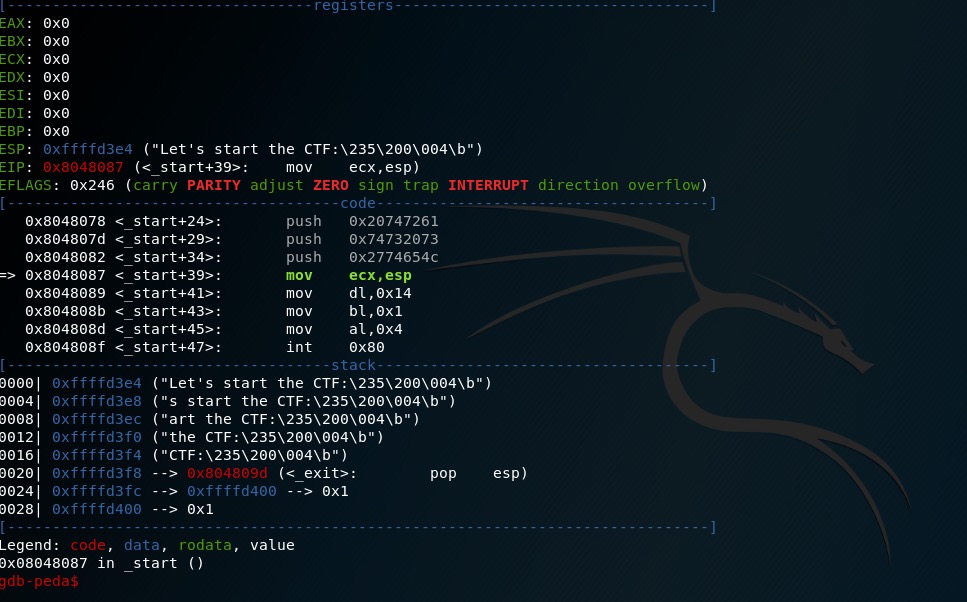 [----------------------------------registers-----------------------------------]
EAX: 0x0
EBX: 0x0
ECX: 0x0
EDX: 0x0
ESI: 0x0
EDI: 0x0
EBP: 0x0
ESP: 0xffffd3e4 ("Let's start the CTF:\235\200\004\b")
EIP: 0x8048087 (<_start+39>: mov ecx,esp)
EFLAGS: 0x246 (carry PARITY adjust ZERO sign trap INTERRUPT direction overflow)
[-------------------------------------code-------------------------------------]
0x8048078 <_start+24>: push 0x20747261
0x804807d <_start+29>: push 0x74732073
0x8048082 <_start+34>: push 0x2774654c
=> 0x8048087 <_start+39>: mov ecx,esp
0x8048089 <_start+41>: mov dl,0x14
0x804808b <_start+43>: mov bl,0x1
0x804808d <_start+45>: mov al,0x4
0x804808f <_start+47>: int 0x80
[------------------------------------stack-------------------------------------]
0000| 0xffffd3e4 ("Let's start the CTF:\235\200\004\b")
0004| 0xffffd3e8 ("s start the CTF:\235\200\004\b")
0008| 0xffffd3ec ("art the CTF:\235\200\004\b")
0012| 0xffffd3f0 ("the CTF:\235\200\004\b")
0016| 0xffffd3f4 ("CTF:\235\200\004\b")
0020| 0xffffd3f8 --> 0x804809d (<_exit>: pop esp)
0024| 0xffffd3fc --> 0xffffd400 --> 0x1
0028| 0xffffd400 --> 0x1
[------------------------------------------------------------------------------]
Legend: code, data, rodata, value
0x08048087 in _start ()
gdb-peda$